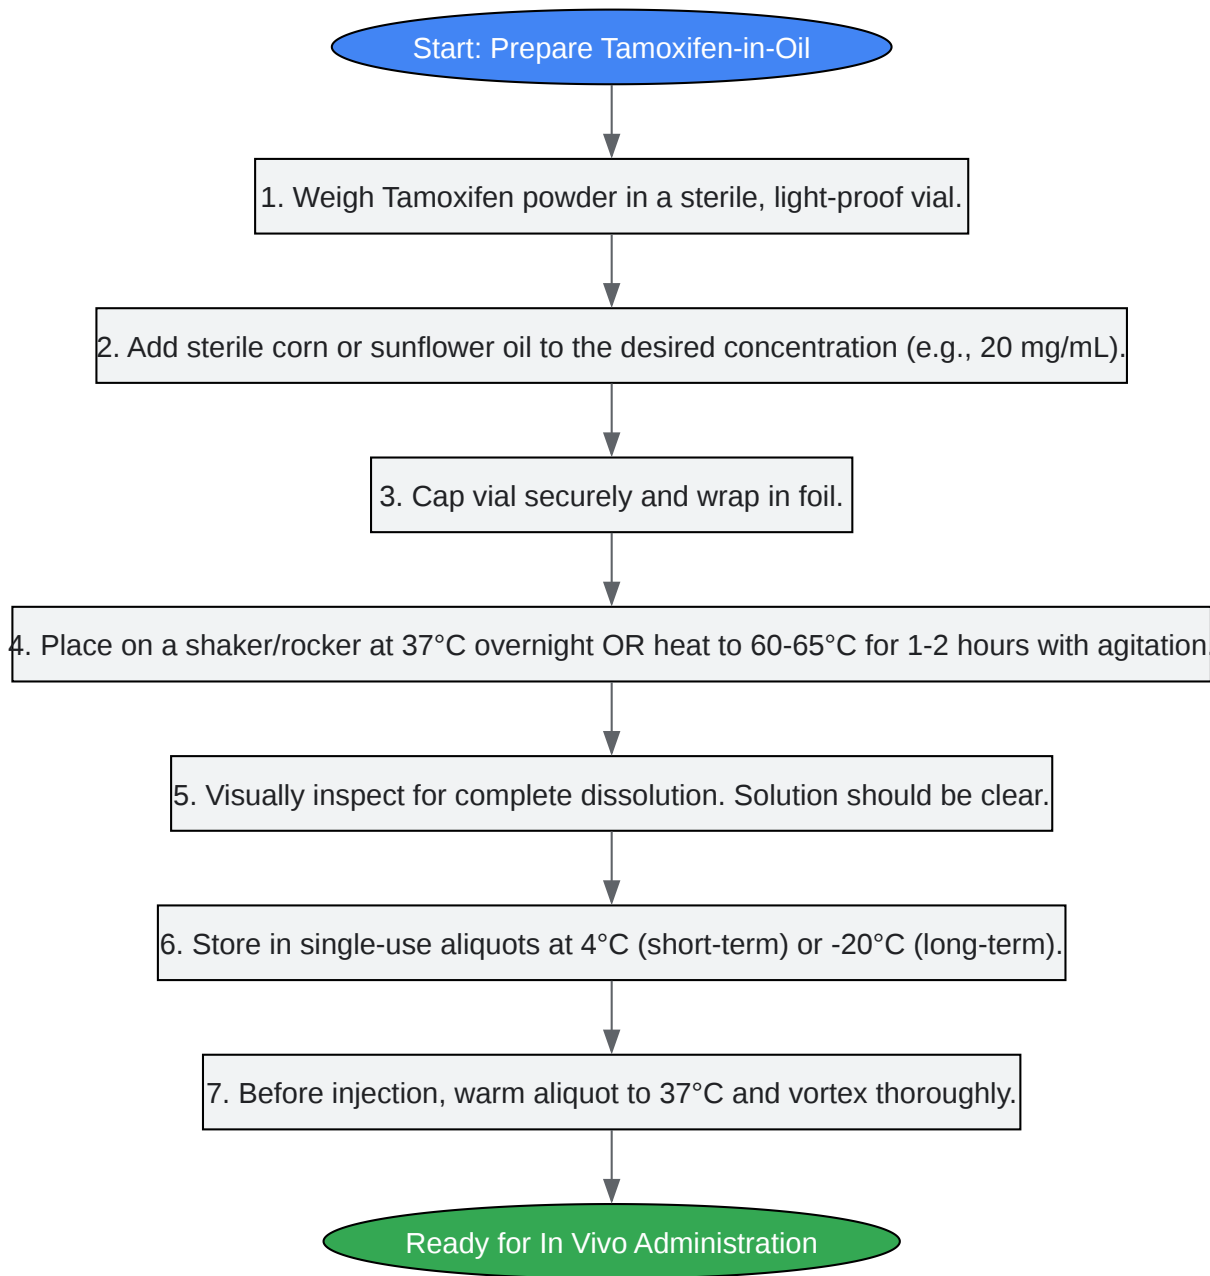 Start: Prepare Tamoxifen-in-Oil
1. Weigh Tamoxifen powder in a sterile, light-proof vial.
2. Add sterile corn or sunflower oil to the desired concentration (e.g., 20 mg/mL).
3. Cap vial securely and wrap in foil.
4. Place on a shaker/rocker at 37°C overnight OR heat to 60-65°C for 1-2 hours with agitation.
5. Visually inspect for complete dissolution. Solution should be clear.
6. Store in single-use aliquots at 4°C (short-term) or -20°C (long-term).
7. Before injection, warm aliquot to 37°C and vortex thoroughly.
Ready for In Vivo Administration